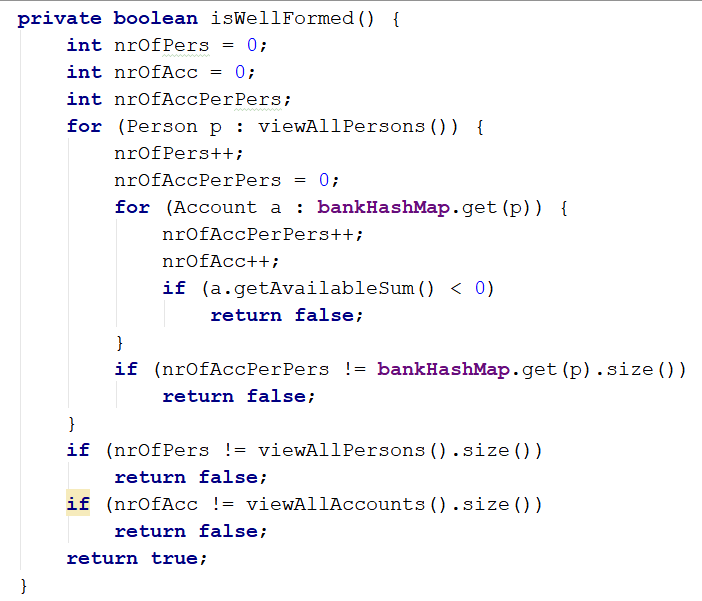 private boolean isWellFormed() {
    int nrOfPers = 0;
    int nrOfAcc = 0;
    int nrOfAccPerPers;
    for (Person p : viewAllPersons()) {
        nrOfPers++;
        nrOfAccPerPers = 0;
        for (Account a : bankHashMap.get(p)) {
            nrOfAccPerPers++;
            nrOfAcc++;
            if (a.getAvailableSum() < 0)
                return false;
        }
        if (nrOfAccPerPers != bankHashMap.get(p).size())
            return false;
    }
    if (nrOfPers != viewAllPersons().size())
        return false;
    if (nrOfAcc != viewAllAccounts().size())
        return false;
    return true;
}